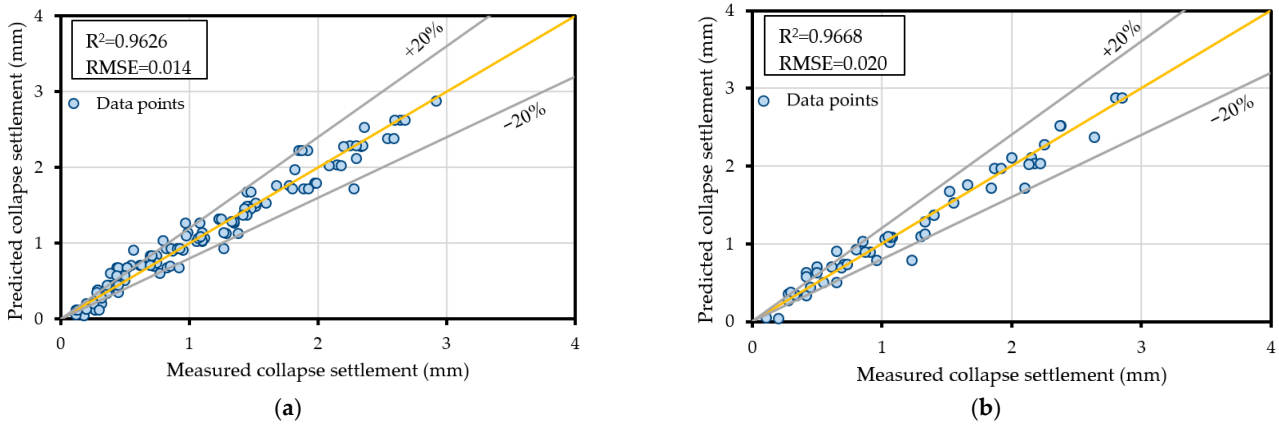 4
3
2
1
0
Predicted collapse settlement (mm)
R²=0.9626
RMSE=0.014
Data points
+20%
−20%
0 1 2 3 4
Measured collapse settlement (mm)
(a)
4
3
2
1
0
Predicted collapse settlement (mm)
R²=0.9668
RMSE=0.020
Data points
+20%
−20%
0 1 2 3 4
Measured collapse settlement (mm)
(b)